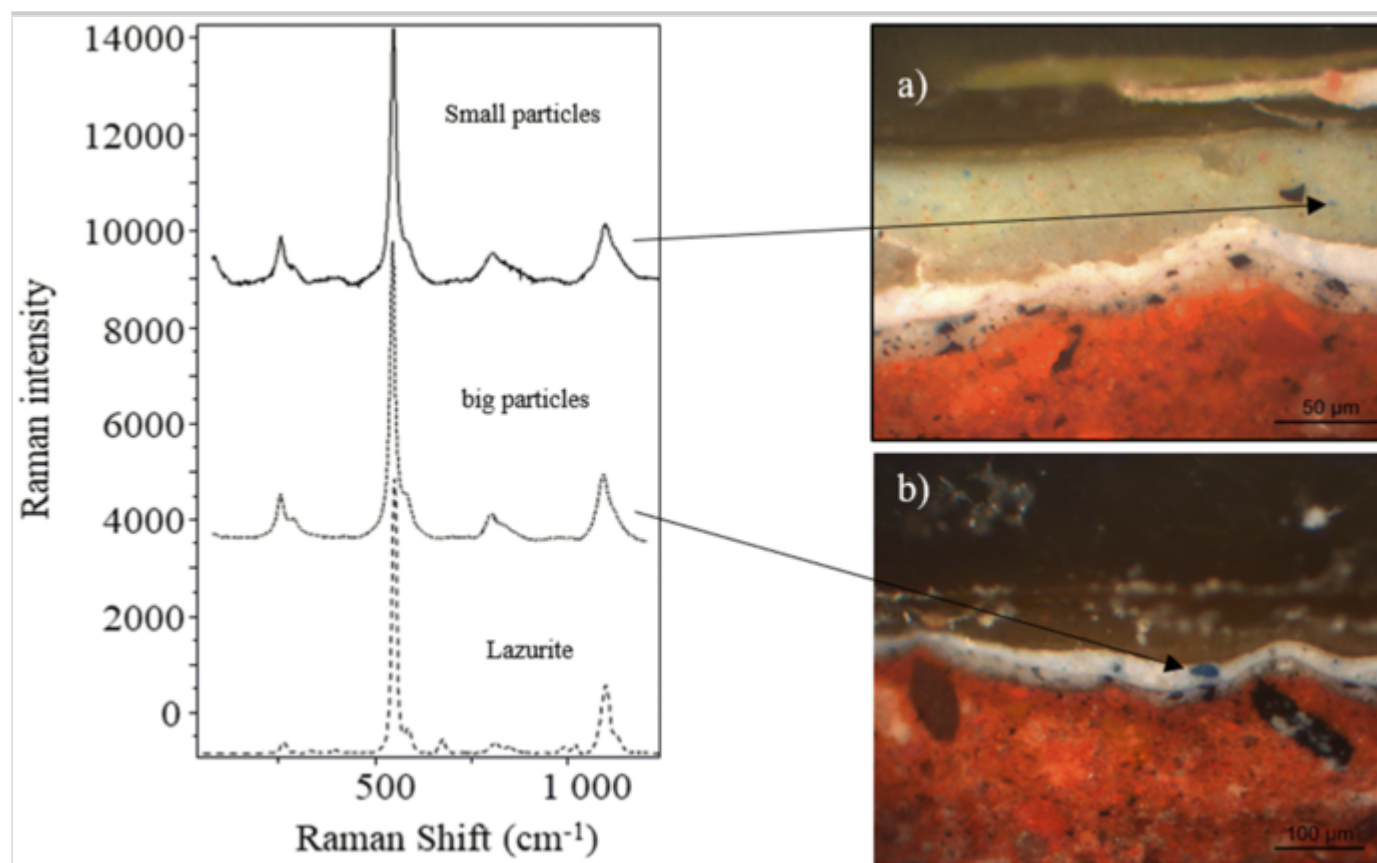 14000
12000
10000
8000
6000
4000
2000
0
Raman intensity
Small particles
big particles
Lazurite
500
1 000
Raman Shift (cm-1)
a)
50 µm
b)
100 µm